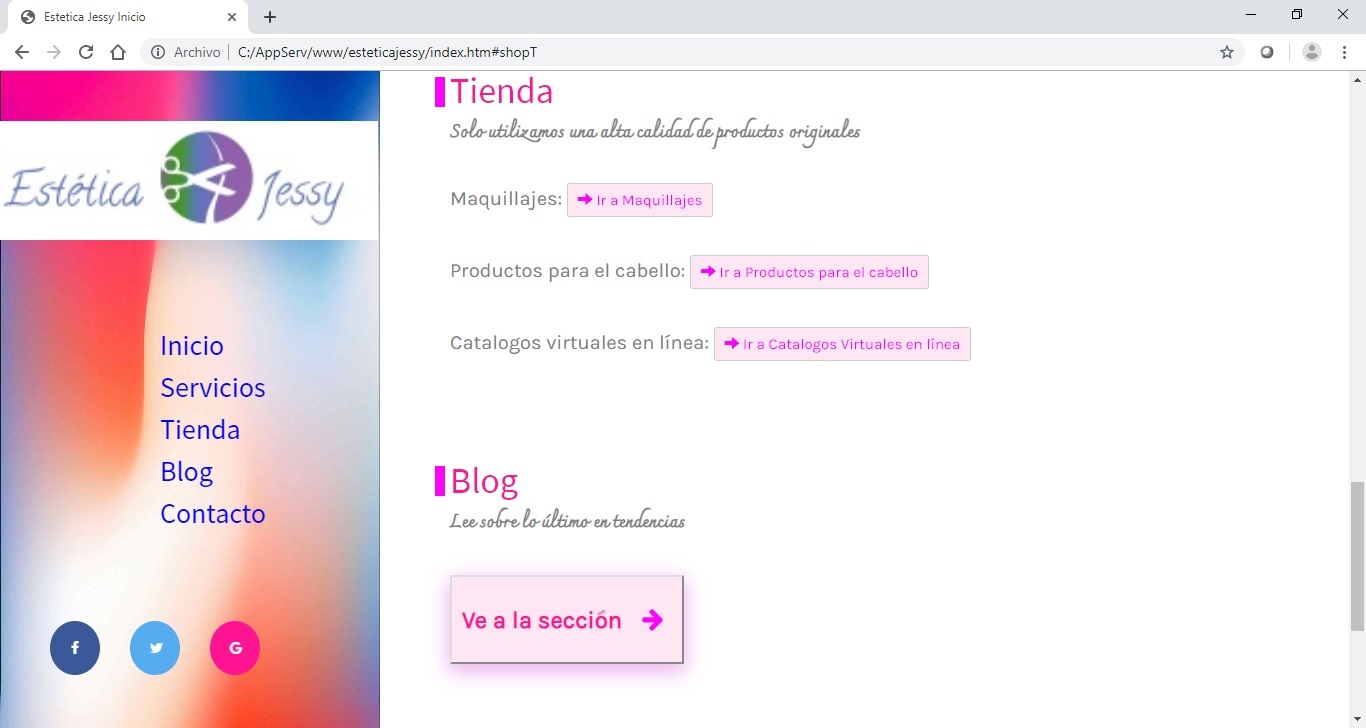 Estetica Jessy Inicio
Archivo C:/AppServ/www/esteticajessy/index.htm#shopT
Estética Jessy
Inicio
Servicios
Tienda
Blog
Contacto
Tienda
Solo utilizamos una alta calidad de productos originales
Maquillajes: Ir a Maquillajes
Productos para el cabello: Ir a Productos para el cabello
Catalogos virtuales en línea: Ir a Catalogos Virtuales en línea
Blog
Lee sobre lo último en tendencias
Ve a la sección